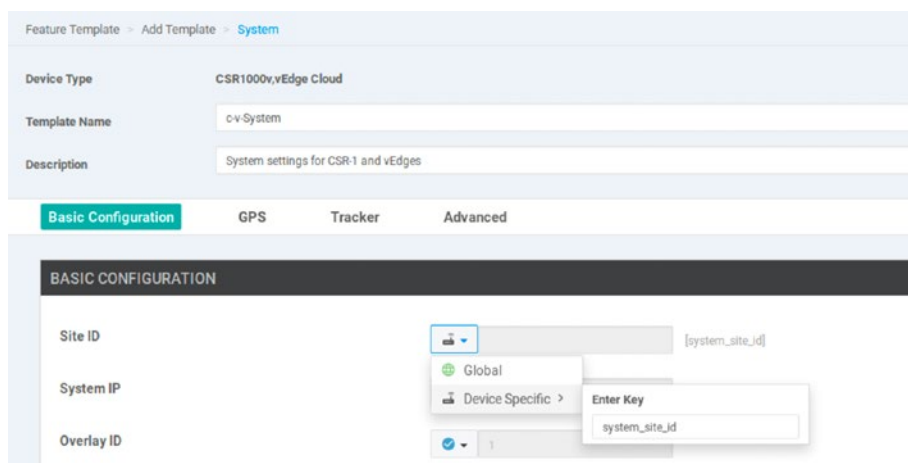 Feature Template > Add Template > System
Device Type CSR1000v,vEdge Cloud
Template Name c-v-System
Description System settings for CSR-1 and vEdges
Basic Configuration GPS Tracker Advanced
BASIC CONFIGURATION
Site ID [system_site_id]
Global
System IP
Device Specific > Enter Key
system_site_id
Overlay ID 1